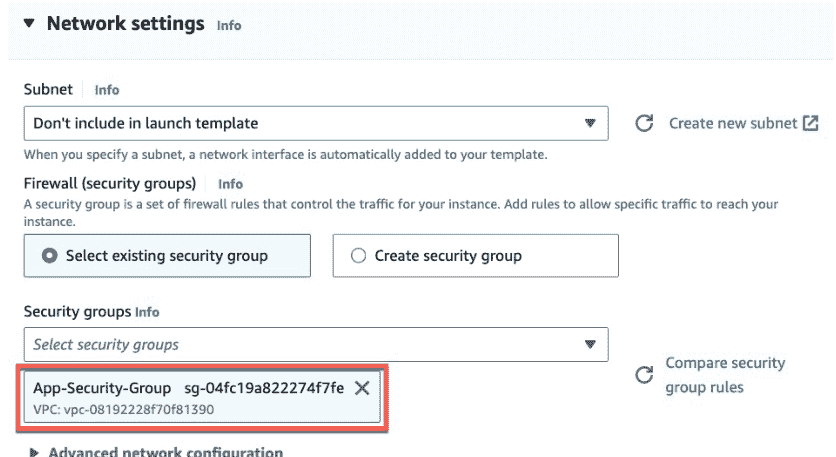 Network settings Info
Subnet Info
Don't include in launch template
Create new subnet
When you specify a subnet, a network interface is automatically added to your template.
Firewall (security groups) Info
A security group is a set of firewall rules that control the traffic for your instance. Add rules to allow specific traffic to reach your
instance.
Select existing security group
Create security group
Security groups Info
Select security groups
Compare security
group rules
App-Security-Group sg-04fc19a822274f7fe
VPC: vpc-08192228f70f81390
Advanced network configuration